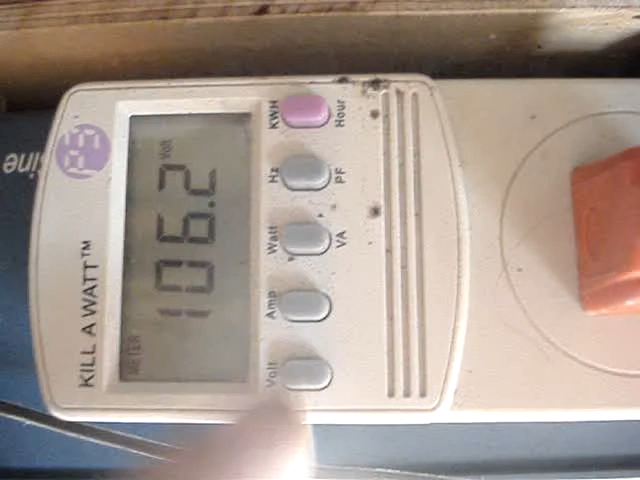 KILL A WATT™
METER
106.2 Volt
Volt Amp Watt Hz KWH
VA PF Hour
ine